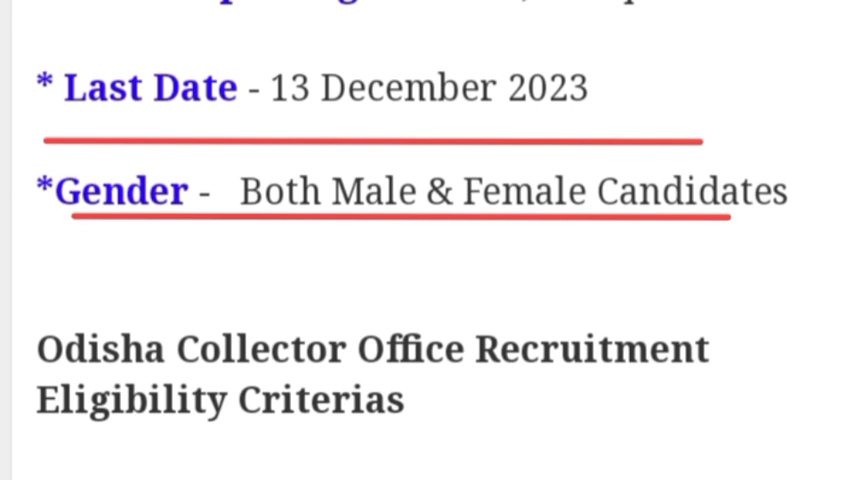 * Last Date - 13 December 2023
*Gender - Both Male & Female Candidates
Odisha Collector Office Recruitment
Eligibility Criterias